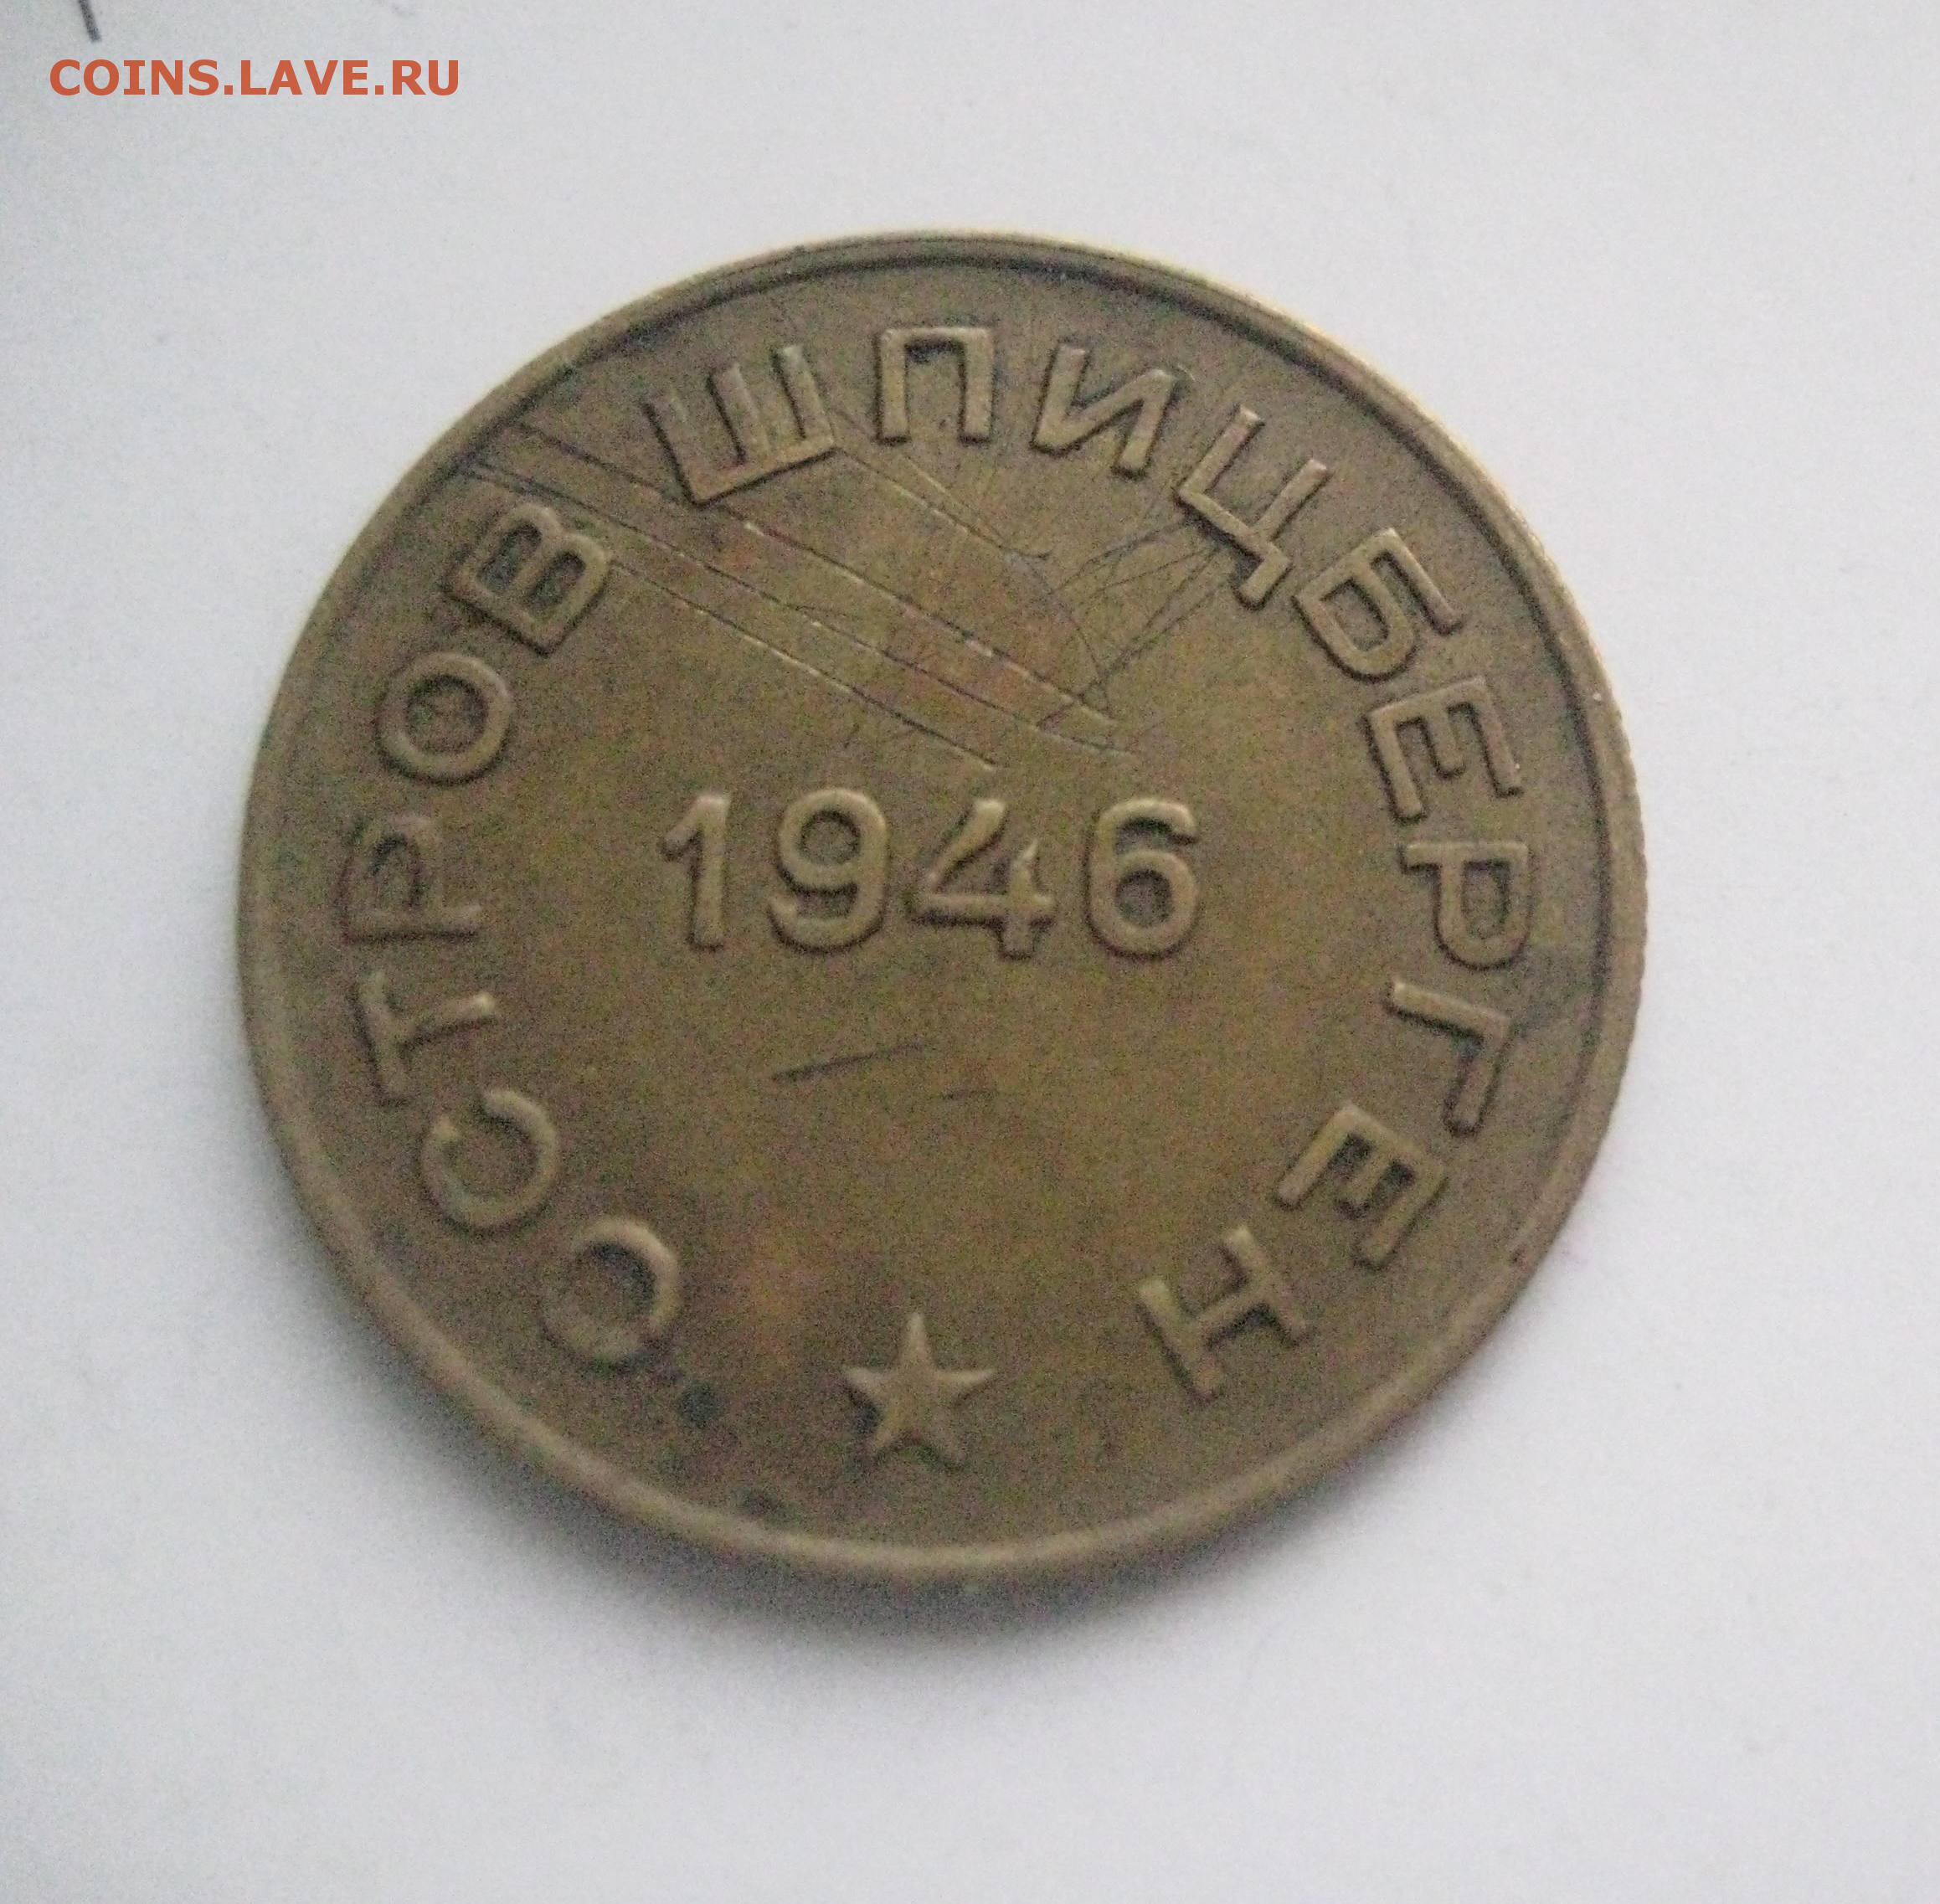 COINS.LAVE.RU
ОСТРОВ ШПИЦБЕРГЕН
1946